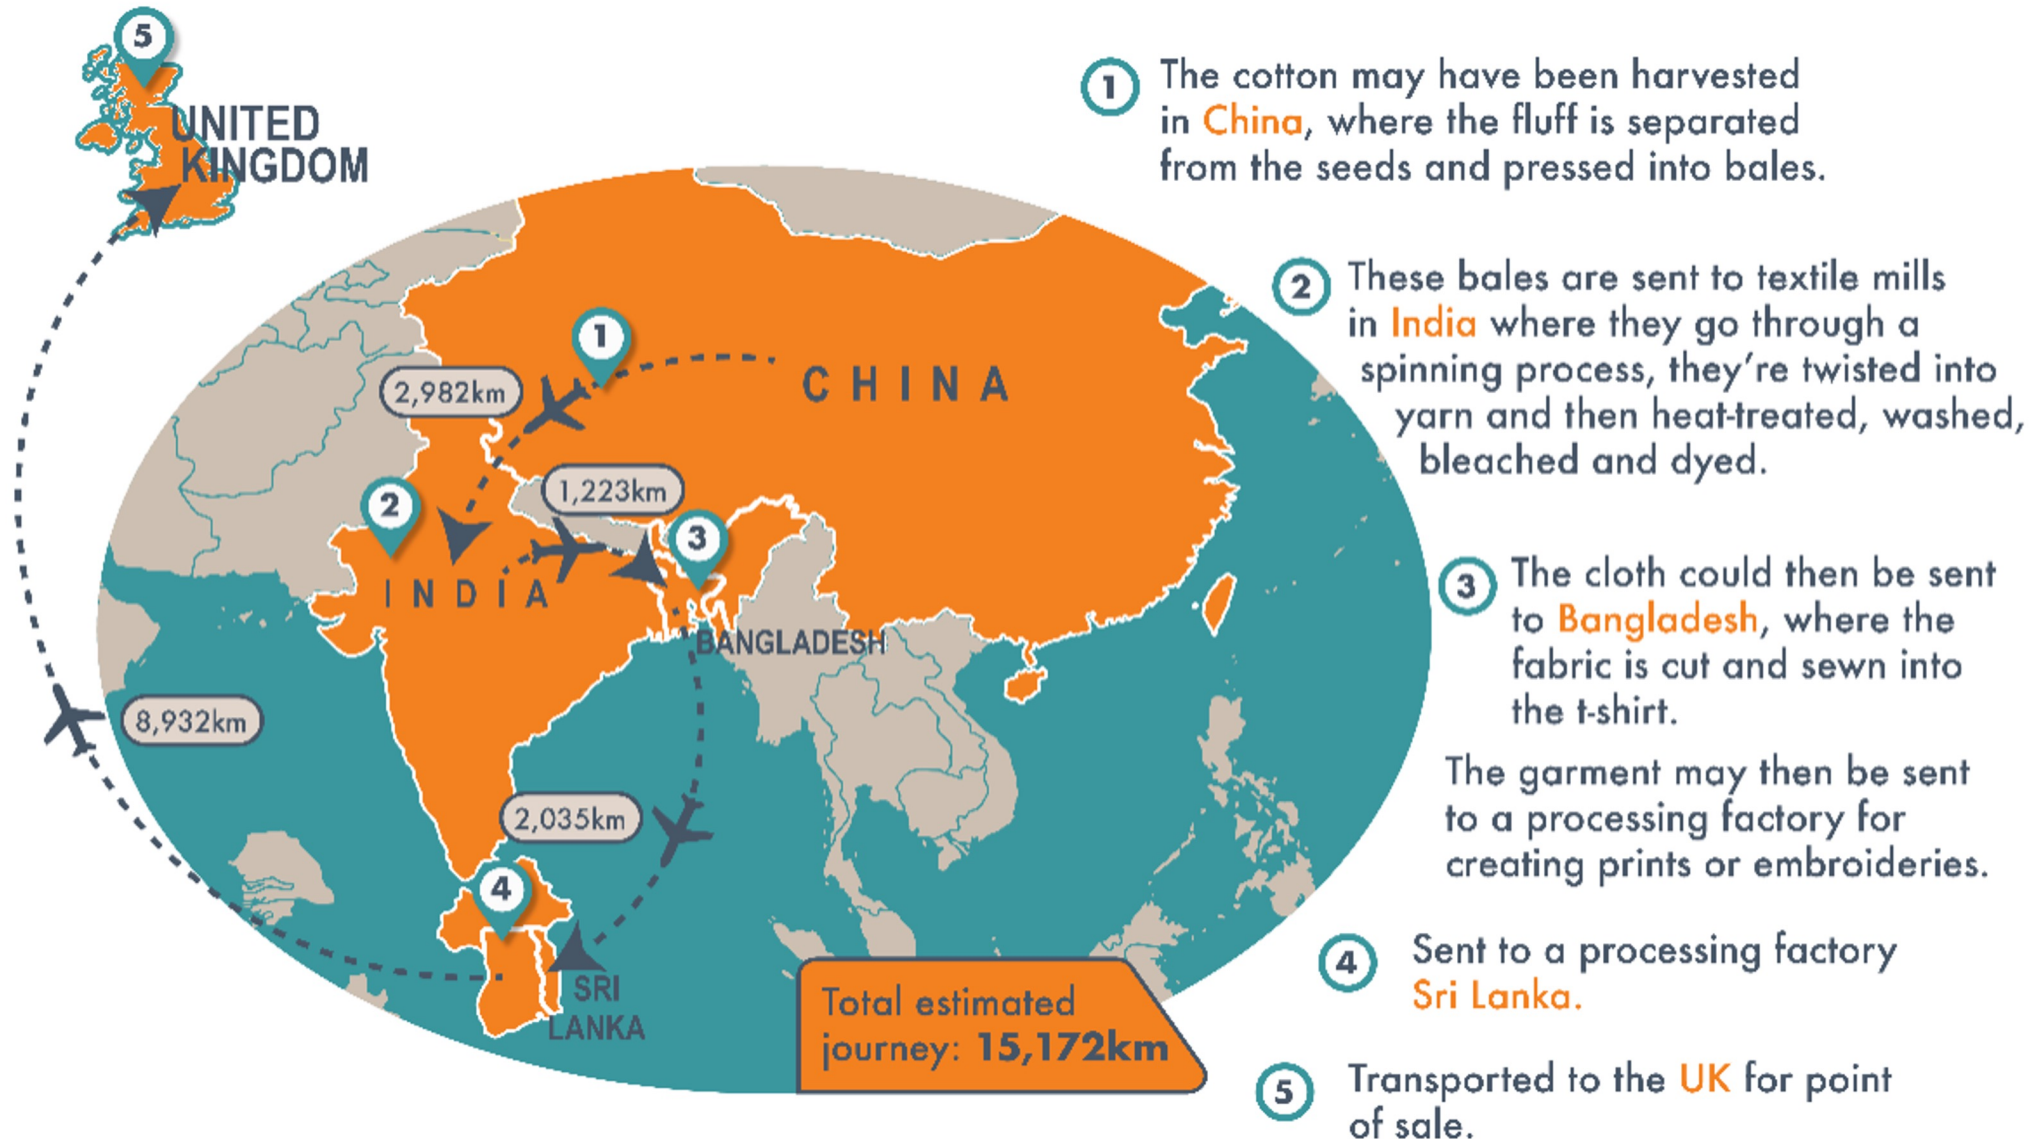 5
UNITED
KINGDOM
1
CHINA
2,982km
2
1,223km
3
INDIA
BANGLADESH
8,932km
2,035km
4
SRI
LANKA
Total estimated
journey: 15,172km
1 The cotton may have been harvested
in China, where the fluff is separated
from the seeds and pressed into bales.
2 These bales are sent to textile mills
in India where they go through a
spinning process, they're twisted into
yarn and then heat-treated, washed,
bleached and dyed.
3 The cloth could then be sent
to Bangladesh, where the
fabric is cut and sewn into
the t-shirt.
The garment may then be sent
to a processing factory for
creating prints or embroideries.
4 Sent to a processing factory
Sri Lanka.
5 Transported to the UK for point
of sale.